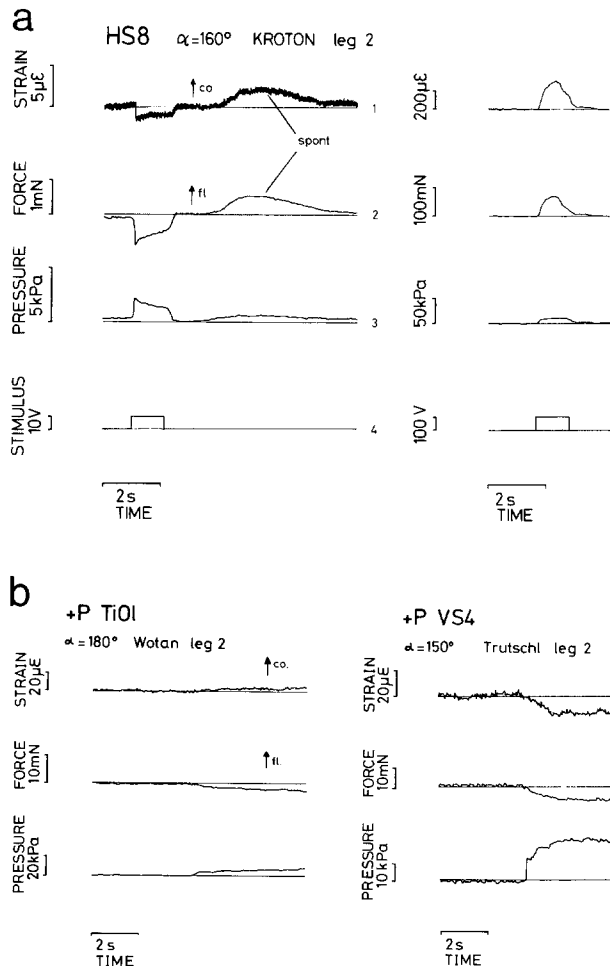 a
HS8 α=160° KROTON leg 2
STRAIN
5µε
co
1
spont
FORCE
1mN
fl
2
PRESSURE
5kPa
3
STIMULUS
10V
4
2s
TIME
200µε
100mN
50kPa
100 V
2s
TIME
b
+P TiOl
α=180° Wotan leg 2
STRAIN
20µε
co.
FORCE
10mN
fl.
PRESSURE
20kPa
2s
TIME
+P VS4
α=150° Trutschl leg 2
STRAIN
20µε
FORCE
10mN
PRESSURE
10kPa
2s
TIME